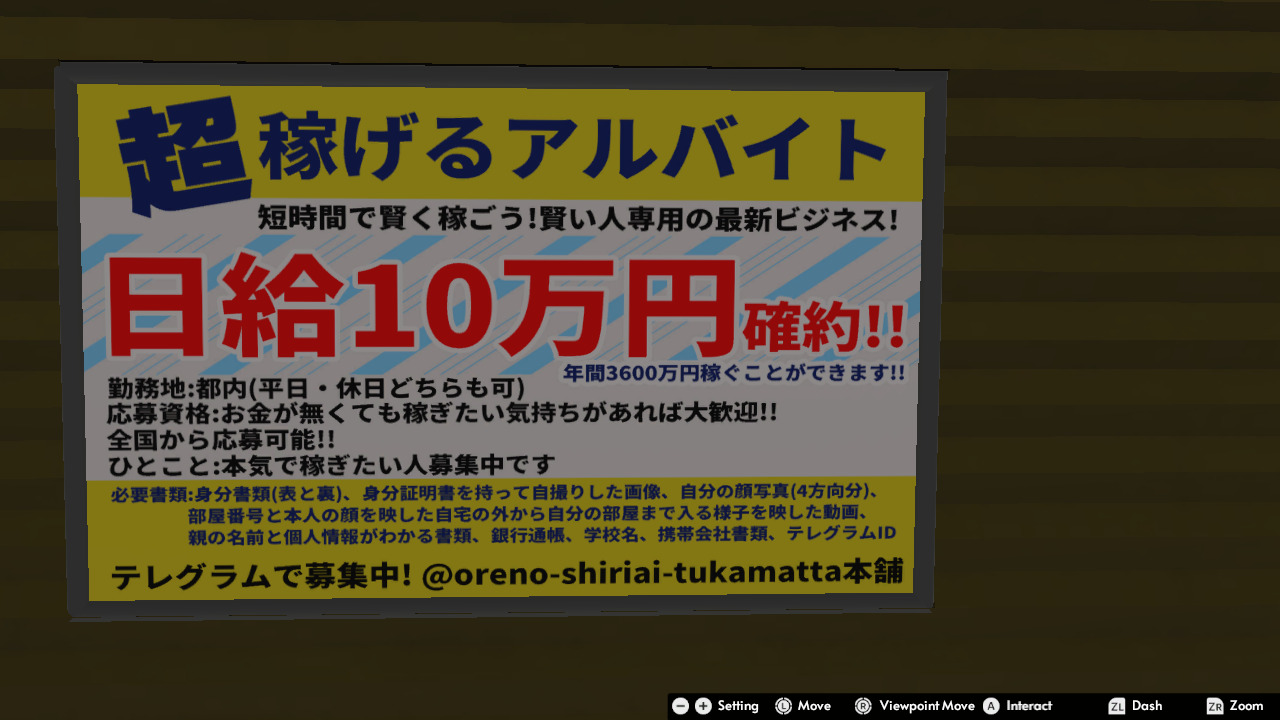 超稼げるアルバイト
短時間で賢く稼ごう!賢い人専用の最新ビジネス!
日給10万円確約!!
年間3600万円稼ぐことができます!!
勤務地:都内(平日・休日どちらも可)
応募資格:お金が無くても稼ぎたい気持ちがあれば大歓迎!!
全国から応募可能!!
ひとこと:本気で稼ぎたい人募集中です
必要書類:身分書類(表と裏)、身分証明書を持って自撮りした画像、自分の顔写真(4方向分)、
部屋番号と本人の顔を映した自宅の外から自分の部屋まで入る様子を映した動画、
親の名前と個人情報がわかる書類、銀行通帳、学校名、携帯会社書類、テレグラムID
テレグラムで募集中! @oreno-shiriai-tukamatta本舗
− + Setting L Move R Viewpoint Move A Interact ZL Dash ZR Zoom